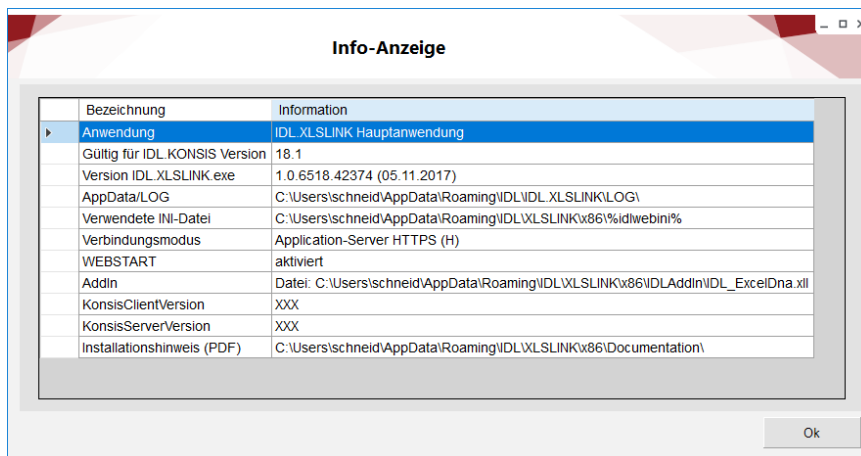 Info-Anzeige
Bezeichnung Information
Anwendung IDL.XLSLINK Hauptanwendung
Gültig für IDL.KONSIS Version 18.1
Version IDL.XLSLINK.exe 1.0.6518.42374 (05.11.2017)
AppData/LOG C:\Users\schneid\AppData\Roaming\IDL\IDL.XLSLINK\LOG\
Verwendete INI-Datei C:\Users\schneid\AppData\Roaming\IDL\XLSLINK\x86\%idlwebini%
Verbindungsmodus Application-Server HTTPS (H)
WEBSTART aktiviert
AddIn Datei: C:\Users\schneid\AppData\Roaming\IDL\XLSLINK\x86\IDLAddIn\IDL_ExcelDna.xll
KonsisClientVersion XXX
KonsisServerVersion XXX
Installationshinweis (PDF) C:\Users\schneid\AppData\Roaming\IDL\XLSLINK\x86\Documentation\
Ok